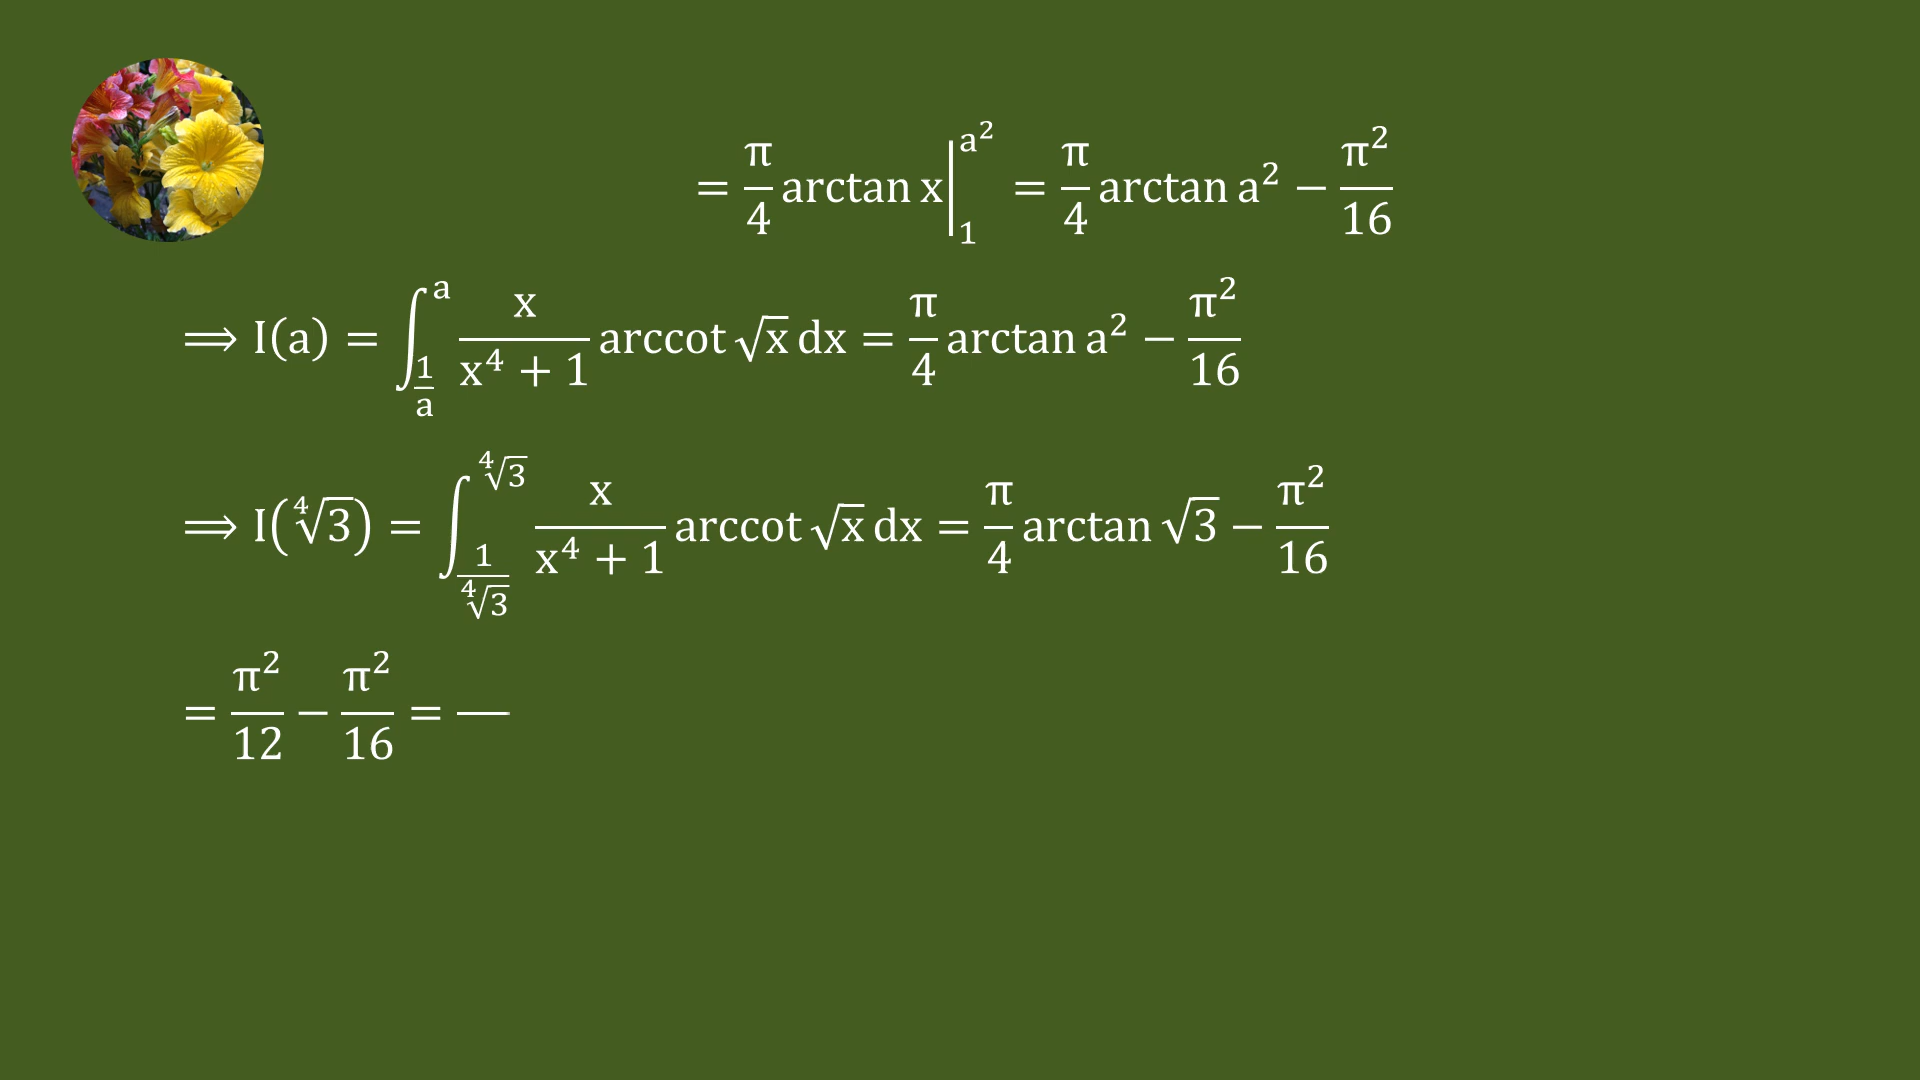 = π/4 arctan x |₁^(a²) = π/4 arctan a² − π²/16
⟹ I(a) = ∫_(1/a)^a x/(x⁴ + 1) arccot √x dx = π/4 arctan a² − π²/16
⟹ I(∜3) = ∫_(1/∜3)^(∜3) x/(x⁴ + 1) arccot √x dx = π/4 arctan √3 − π²/16
= π²/12 − π²/16 = —